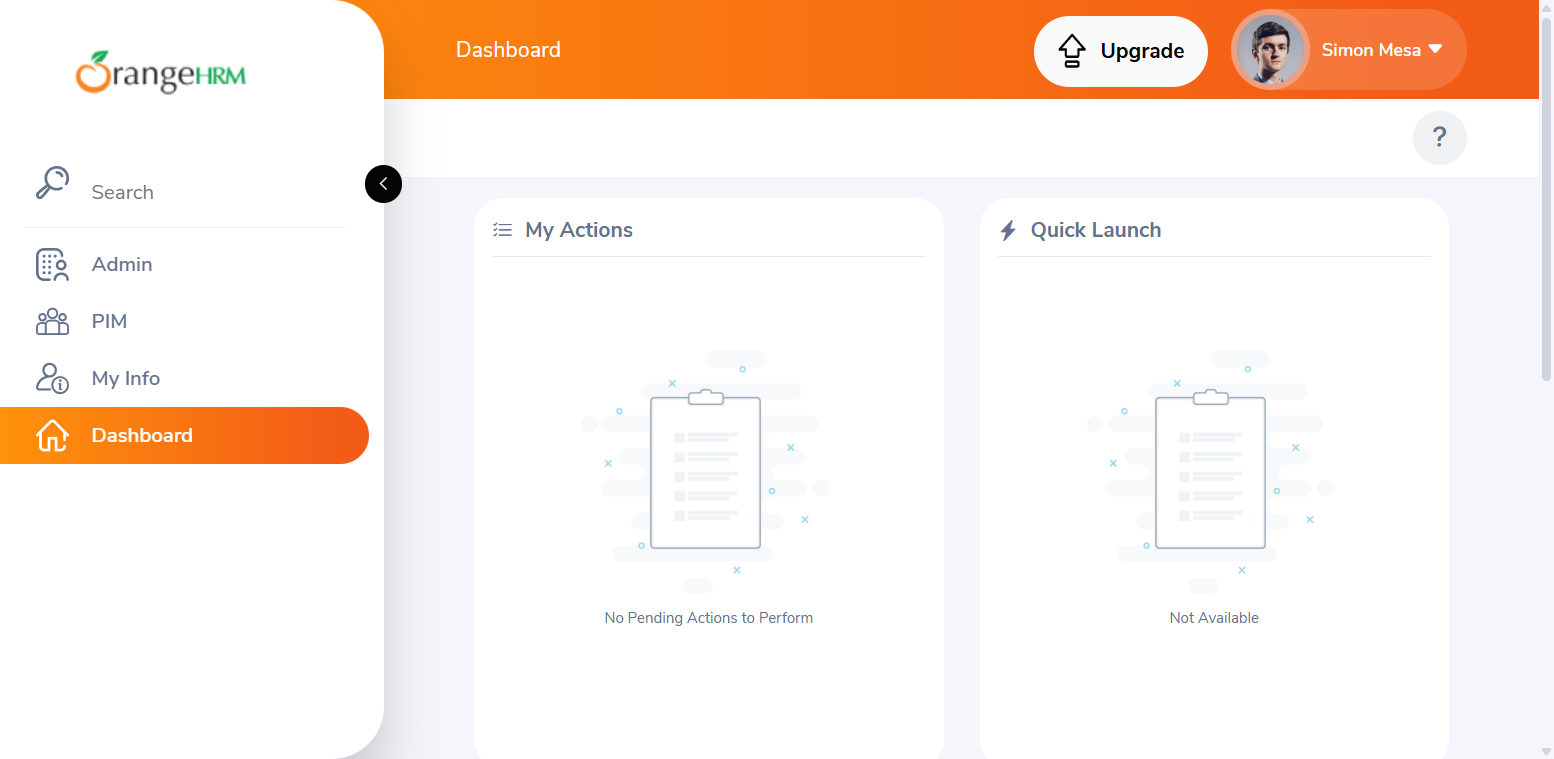 OrangeHRM
Search
Admin
PIM
My Info
Dashboard
Dashboard
Upgrade
Simon Mesa
?
My Actions
No Pending Actions to Perform
Quick Launch
Not Available